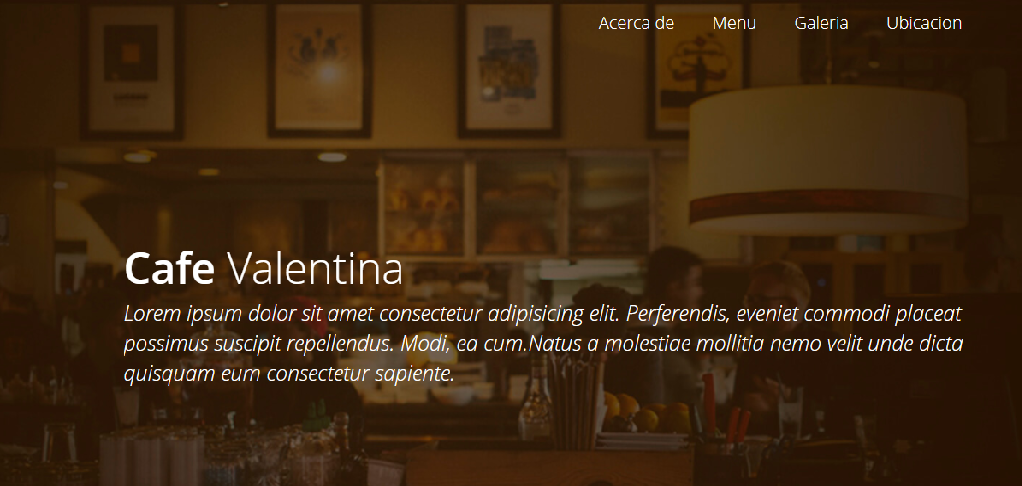 Acerca de Menu Galeria Ubicacion
Cafe Valentina
Lorem ipsum dolor sit amet consectetur adipisicing elit. Perferendis, eveniet commodi placeat
possimus suscipit repellendus. Modi, ea cum.Natus a molestiae mollitia nemo velit unde dicta
quisquam eum consectetur sapiente.